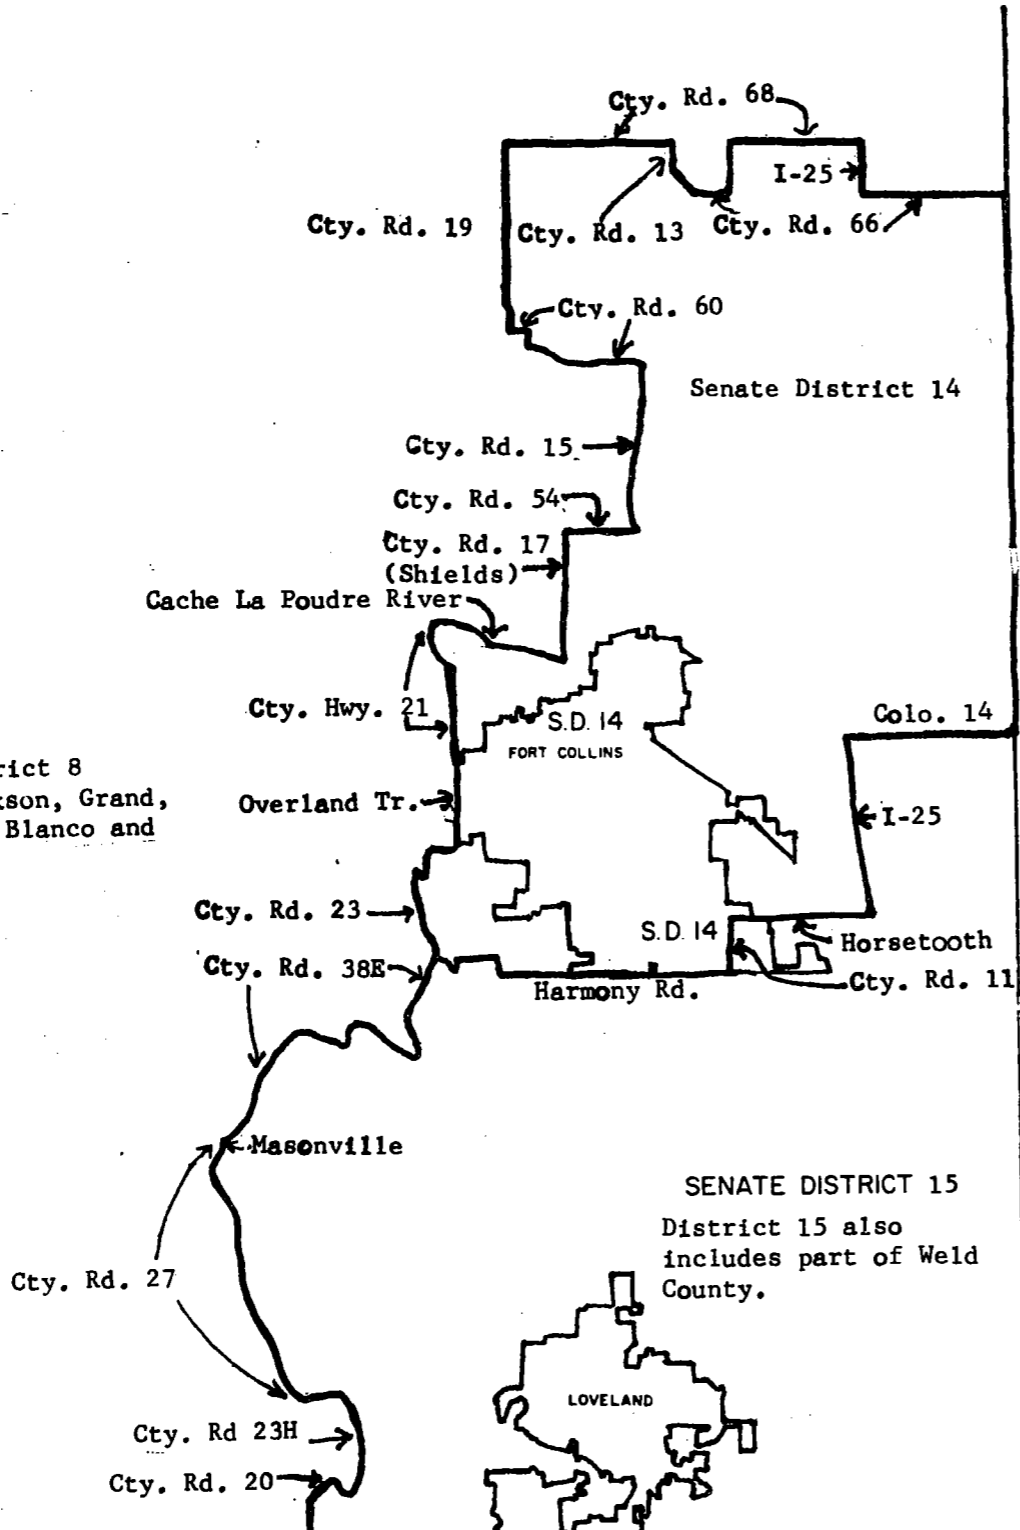 Cty. Rd. 68
I-25
Cty. Rd. 19
Cty. Rd. 13
Cty. Rd. 66
Cty. Rd. 60
Senate District 14
Cty. Rd. 15
Cty. Rd. 54
Cty. Rd. 17
(Shields)
Cache La Poudre River
Cty. Hwy. 21
S.D. 14
FORT COLLINS
Colo. 14
rict 8
kson, Grand,
Blanco and
Overland Tr.
I-25
Cty. Rd. 23
S.D. 14
Horsetooth
Cty. Rd. 38E
Cty. Rd. 11
Harmony Rd.
Masonville
SENATE DISTRICT 15
District 15 also
includes part of Weld
County.
Cty. Rd. 27
LOVELAND
Cty. Rd 23H
Cty. Rd. 20